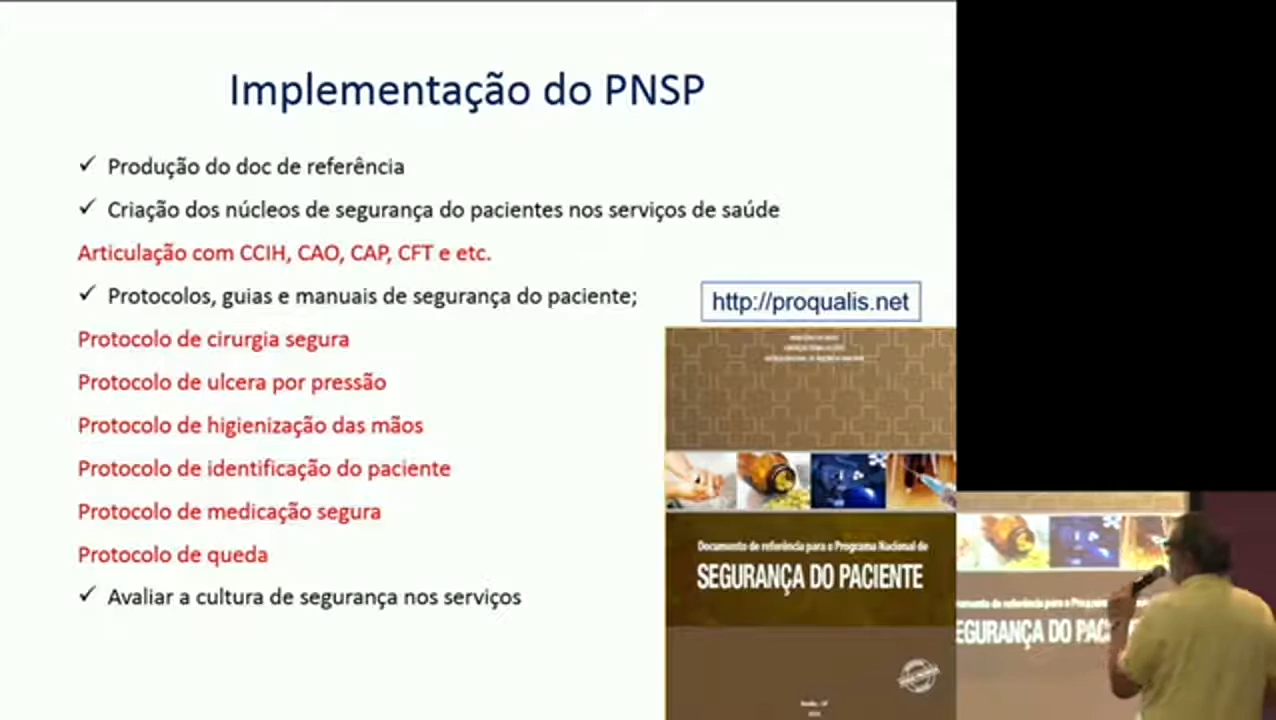 Implementação do PNSP
✓ Produção do doc de referência
✓ Criação dos núcleos de segurança do pacientes nos serviços de saúde
Articulação com CCIH, CAO, CAP, CFT e etc.
✓ Protocolos, guias e manuais de segurança do paciente;
http://proqualis.net
Protocolo de cirurgia segura
Protocolo de ulcera por pressão
Protocolo de higienização das mãos
Protocolo de identificação do paciente
Protocolo de medicação segura
Protocolo de queda
✓ Avaliar a cultura de segurança nos serviços
Documento de referência para o Programa Nacional de
SEGURANÇA DO PACIENTE
para o
EGURANÇA DO PAC